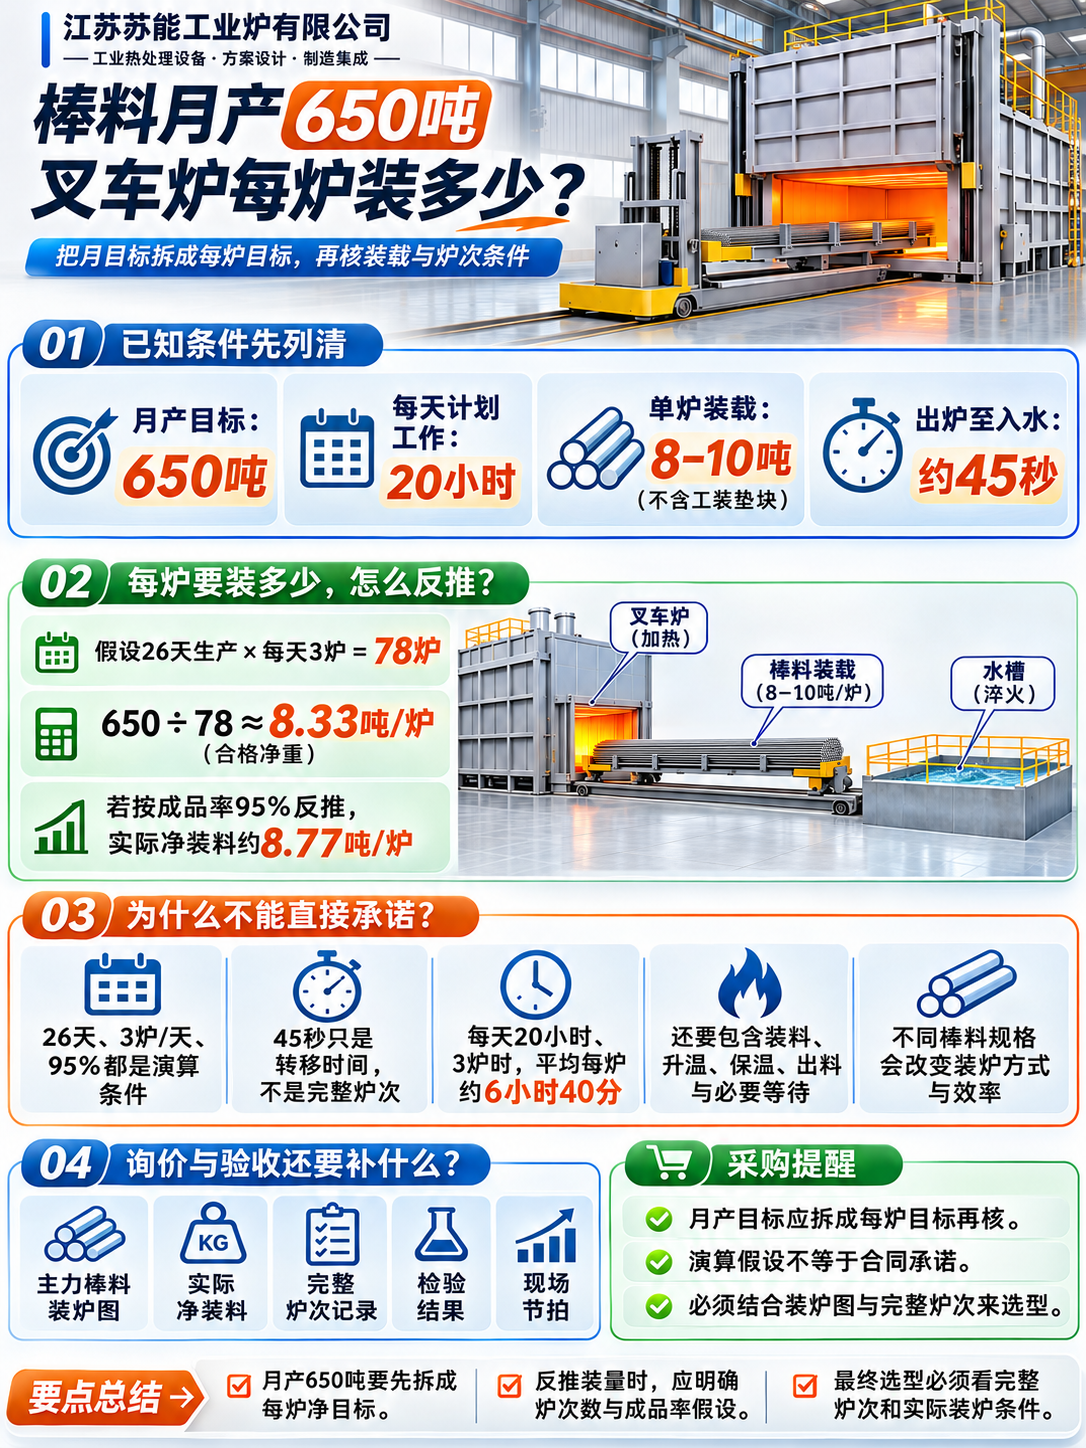 江苏苏能工业炉有限公司
工业热处理设备·方案设计·制造集成
棒料月产650吨
叉车炉每炉装多少？
把月目标拆成每炉目标，再核装载与炉次条件
01 已知条件先列清
月产目标：
650吨
每天计划
工作：
20小时
单炉装载：
8-10吨
（不含工装垫块）
出炉至入水：
约45秒
02 每炉要装多少，怎么反推？
假设26天生产×每天3炉=78炉
650÷78≈8.33吨/炉
（合格净重）
若按成品率95%反推，
实际净装料约8.77吨/炉
叉车炉
（加热）
棒料装载
（8-10吨/炉）
水槽
（淬火）
03 为什么不能直接承诺？
26天、3炉/天、
95%都是演算
条件
45秒只是
转移时间，
不是完整炉次
每天20小时、
3炉时，平均每炉
约6小时40分
还要包含装料、
升温、保温、出料
与必要等待
不同棒料规格
会改变装炉方式
与效率
04 询价与验收还要补什么？
主力棒料
装炉图
KG
实际
净装料
完整
炉次记录
检验
结果
现场
节拍
采购提醒
月产目标应拆成每炉目标再核。
演算假设不等于合同承诺。
必须结合装炉图与完整炉次来选型。
要点总结
月产650吨要先拆成
每炉净目标。
反推装量时，应明确
炉次数与成品率假设。
最终选型必须看完整
炉次和实际装炉条件。